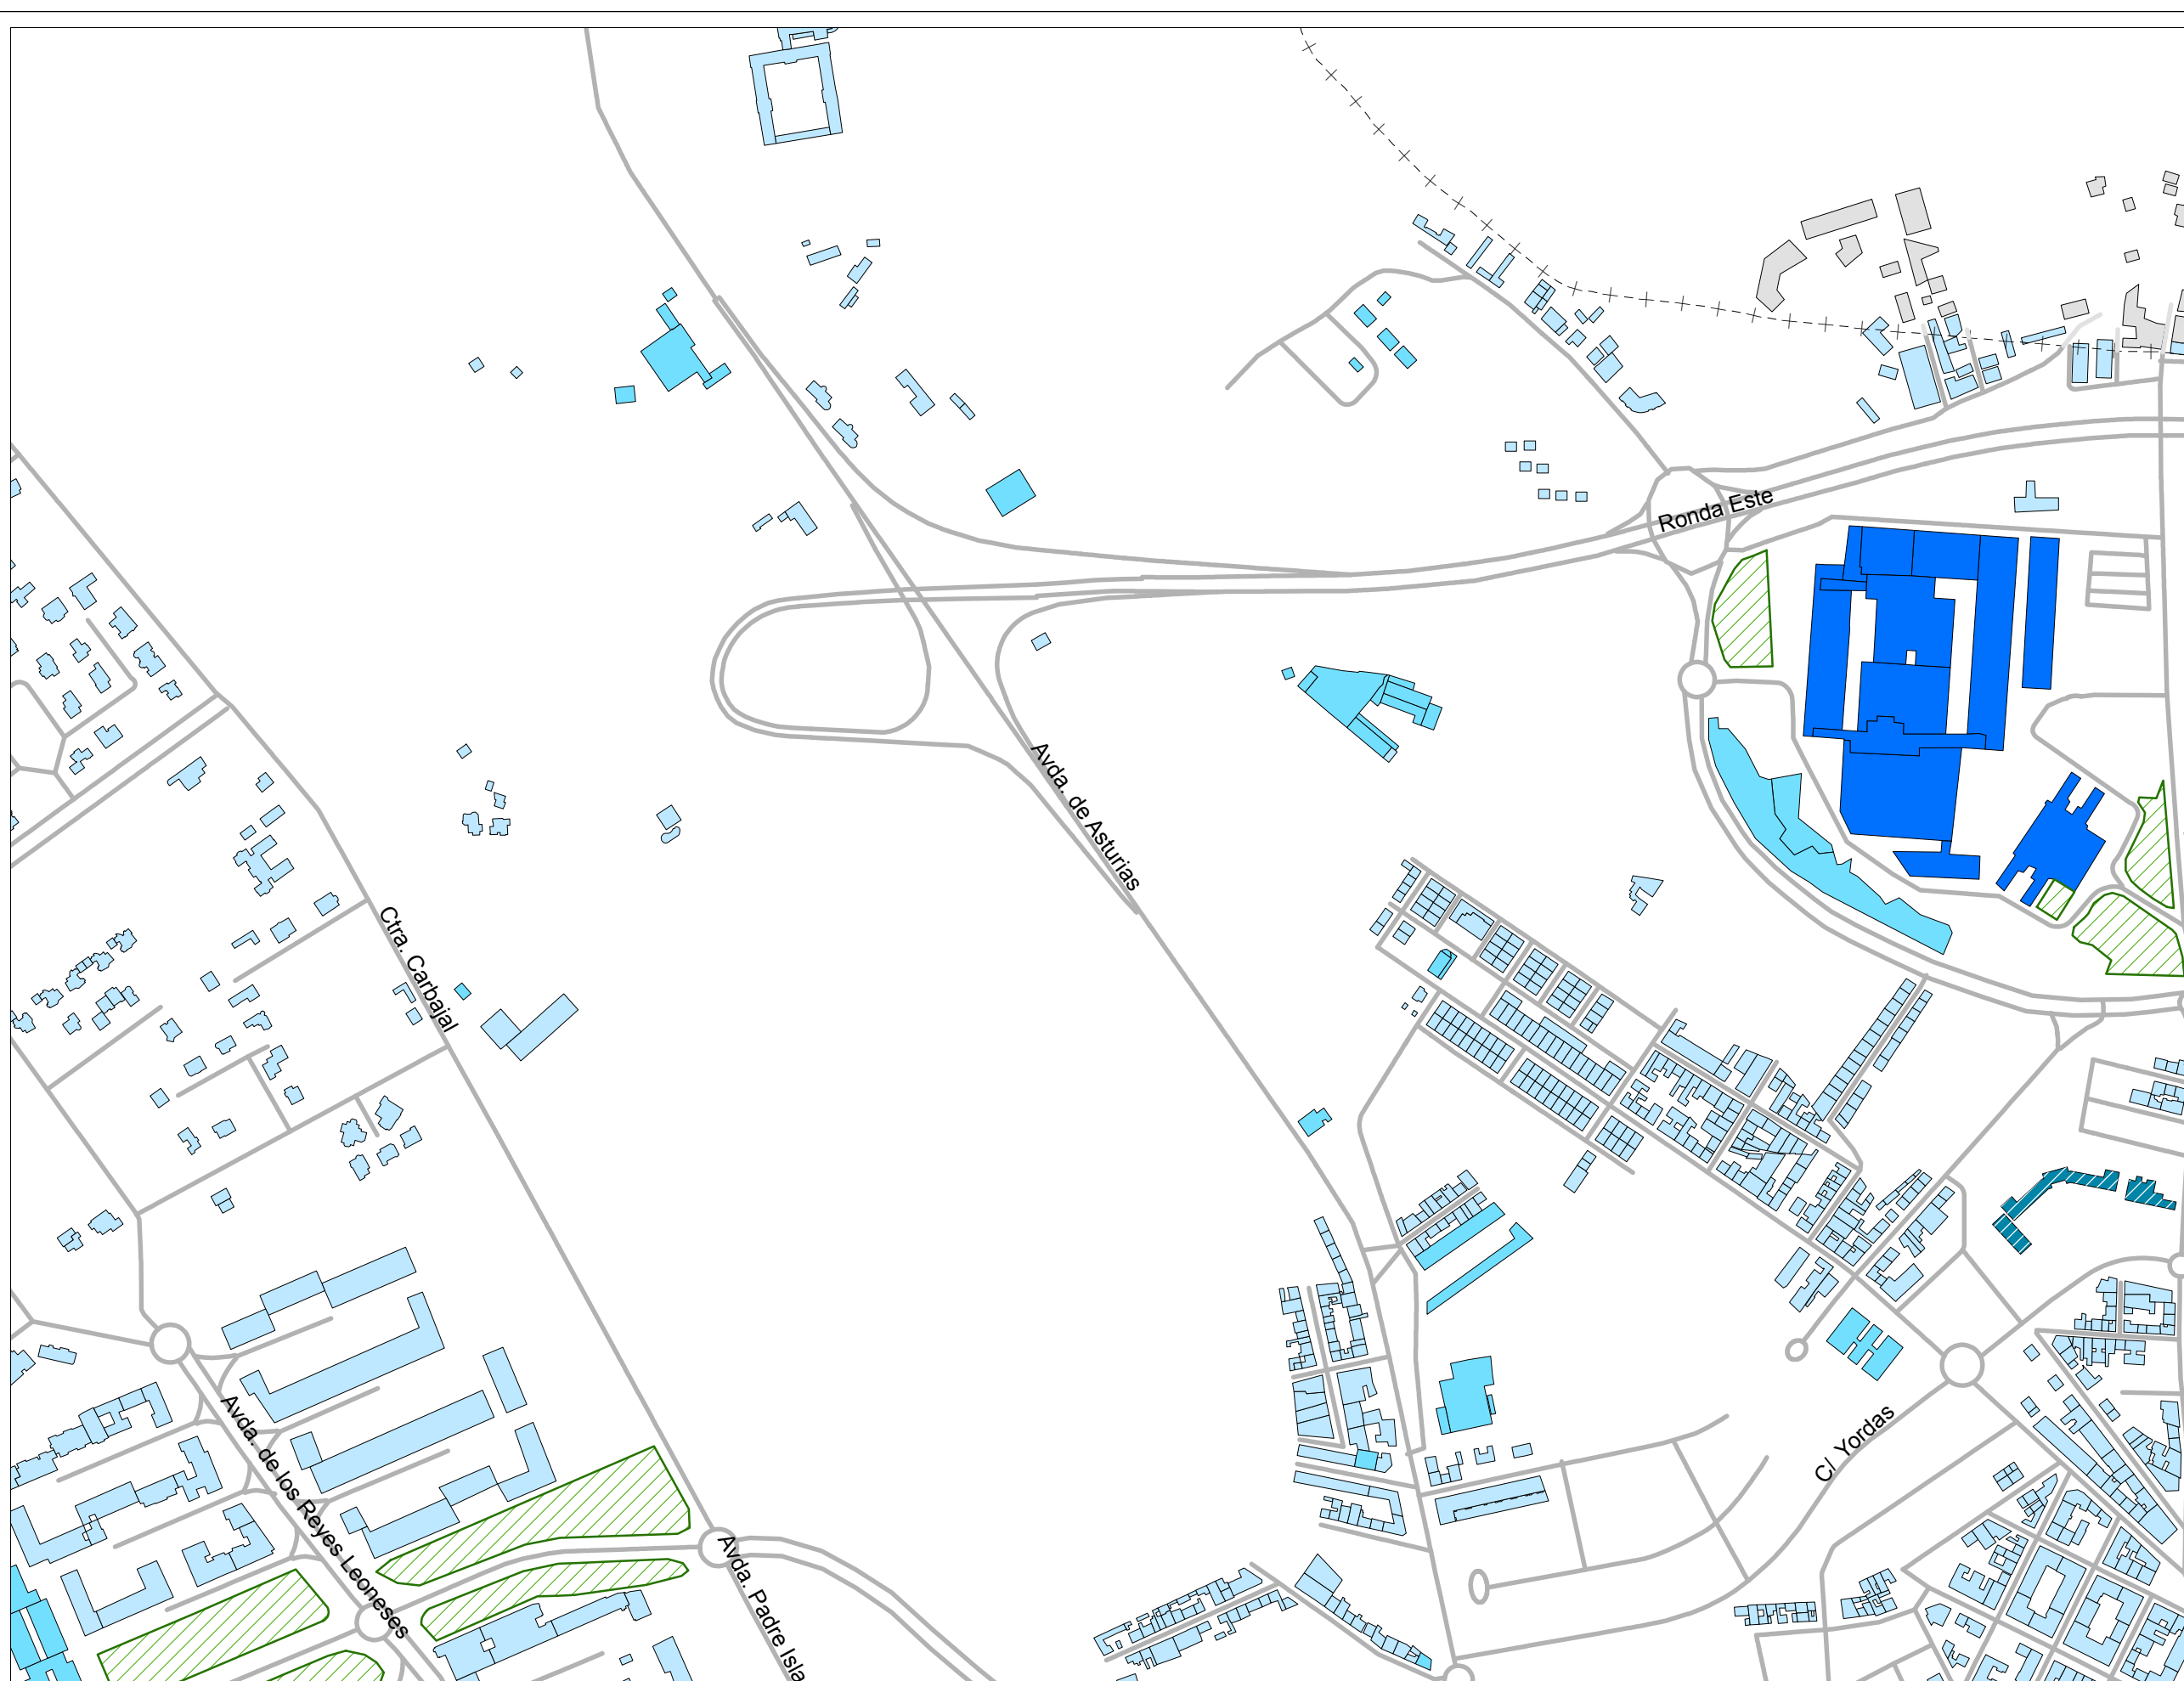 Ronda Este
Avda. de Asturias
Ctra. Carbajal
Avda. de los Reyes Leoneses
C/ Yordas
Avda. Padre Isla